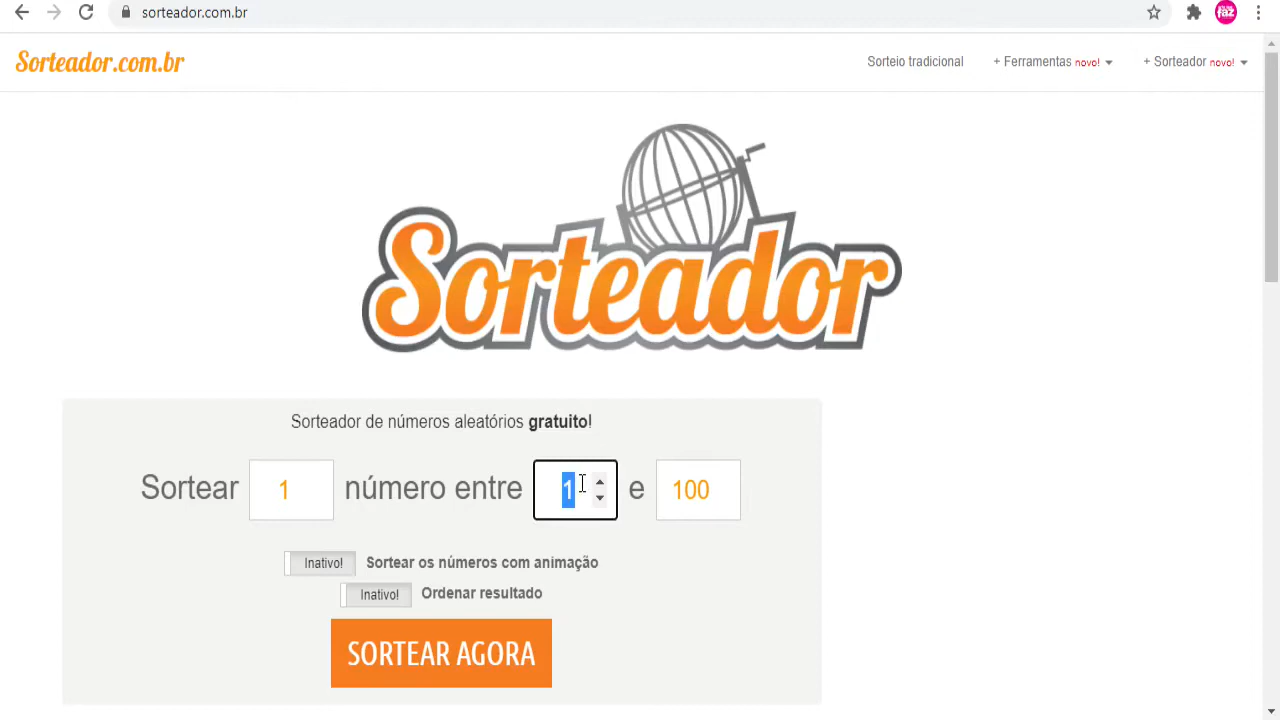 sorteador.com.br
Sorteador.com.br
Sorteio tradicional
+ Ferramentas novo!
+ Sorteador novo!
Sorteador
Sorteador de números aleatórios gratuito!
Sortear 1 número entre 1 e 100
Inativo! Sortear os números com animação
Inativo! Ordenar resultado
SORTEAR AGORA